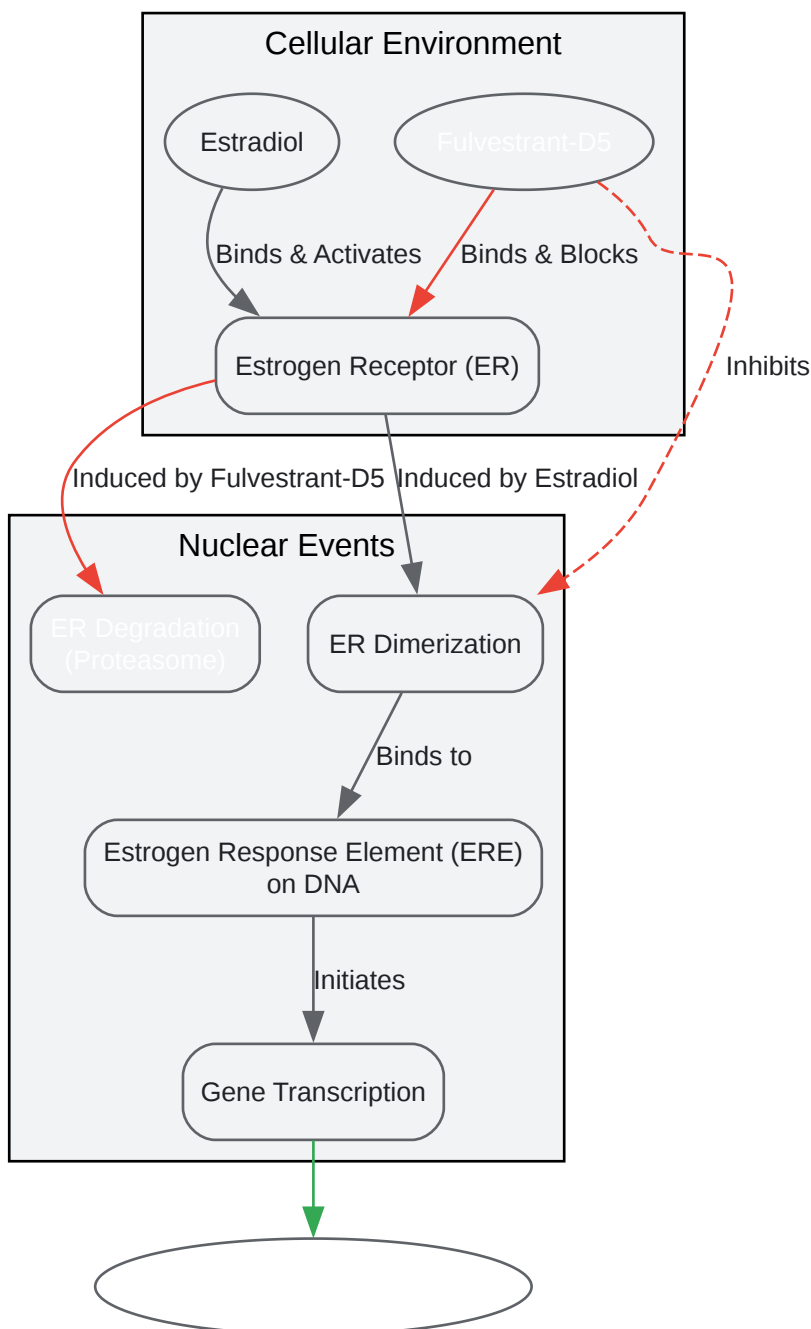 Cellular Environment
Estradiol
Fulvestrant-D5
Binds & Activates
Binds & Blocks
Estrogen Receptor (ER)
Inhibits
Induced by Fulvestrant-D5
Induced by Estradiol
Nuclear Events
ER Degradation
(Proteasome)
ER Dimerization
Binds to
Estrogen Response Element (ERE)
on DNA
Initiates
Gene Transcription